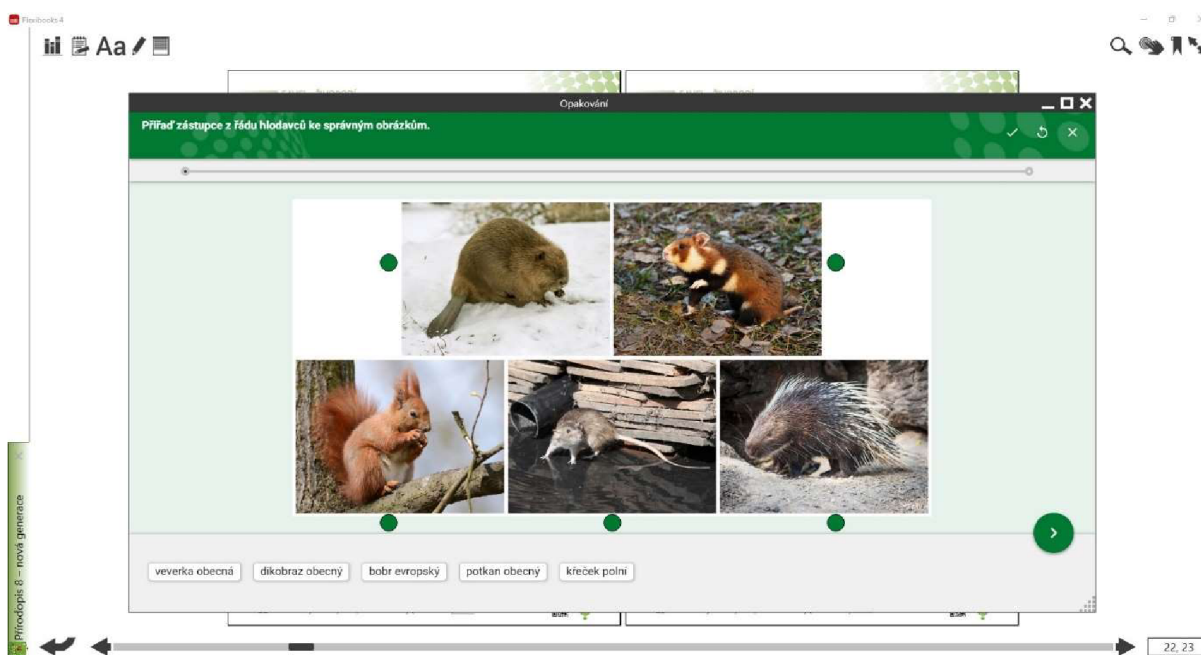 Flexibooks 4
Aa
Opakování
Přiřaď zástupce z řádu hlodavců ke správným obrázkům.
veverka obecná
dikobraz obecný
bobr evropský
potkan obecný
křeček polní
Přírodopis 8 – nová generace
22, 23